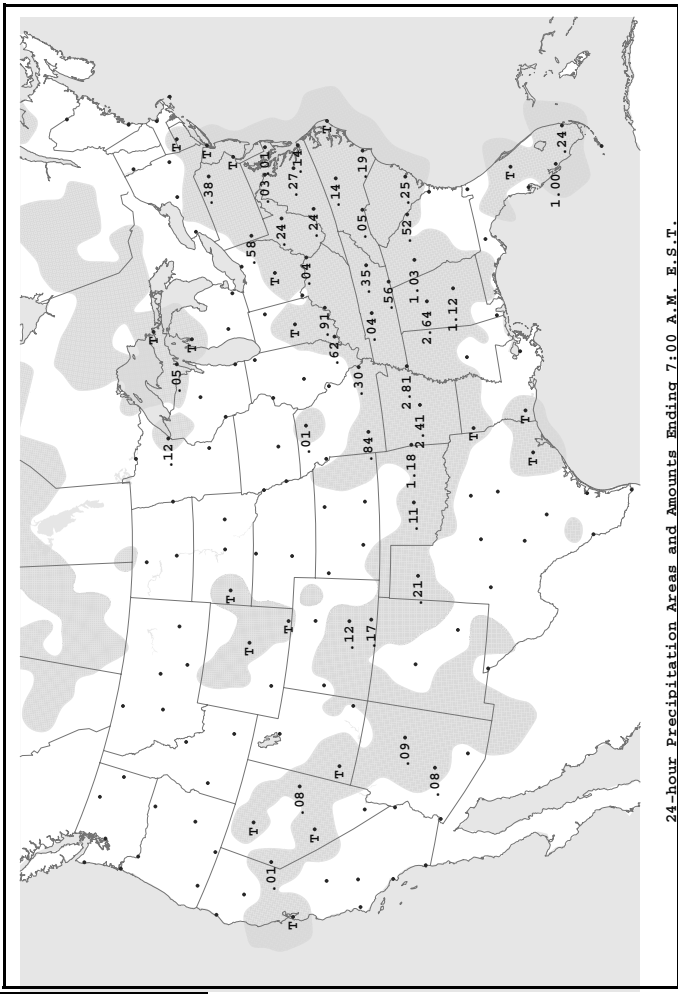 T
.12
.05
T
T
T
.38
T
T
T
.58
T
.03
.01
.01
T
.24
T
T
.27
T
.14
.08
.01
.04
.24
T
.91
T
.62
.14
T
.12
.30
.05
.19
.35
.84
.17
.04
.56
.09
2.81
.52
.25
1.18
.11
1.03
.21
2.41
2.64
.08
1.12
T
T
T
T
1.00
.24
24-hour Precipitation Areas and Amounts Ending 7:00 A.M. E.S.T.